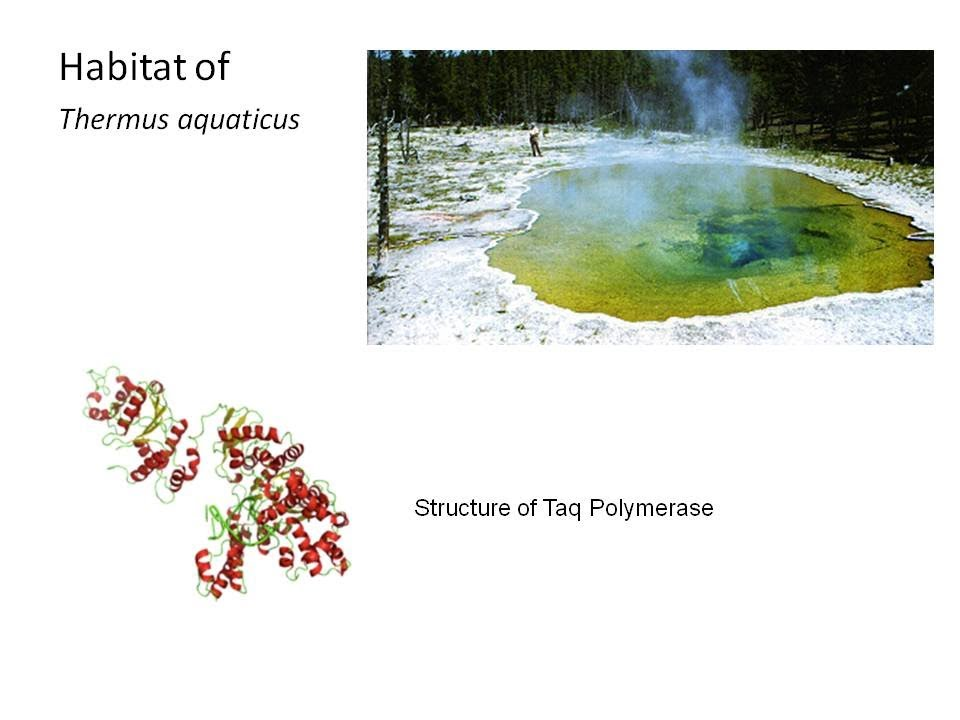 Habitat of
Thermus aquaticus
Structure of Taq Polymerase